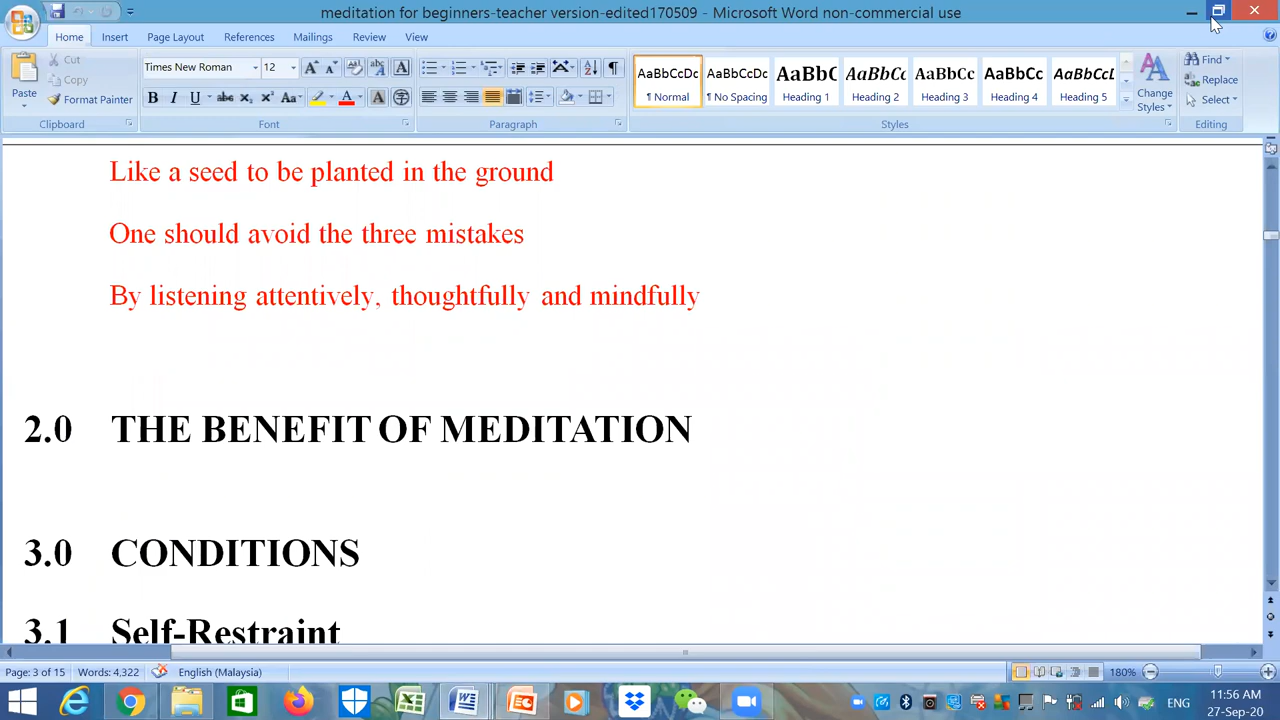 meditation for beginners-teacher version-edited170509 - Microsoft Word non-commercial use
Home Insert Page Layout References Mailings Review View
Paste
Cut
Copy
Format Painter
Clipboard
Times New Roman 12
Font
Paragraph
AaBbCcDc AaBbCcDc AaBbC AaBbCc AaBbCc AaBbCc AaBbCcL
¶ Normal ¶ No Spacing Heading 1 Heading 2 Heading 3 Heading 4 Heading 5
Change Styles
Styles
Find
Replace
Select
Editing
Like a seed to be planted in the ground
One should avoid the three mistakes
By listening attentively, thoughtfully and mindfully
2.0 THE BENEFIT OF MEDITATION
3.0 CONDITIONS
3.1 Self-Restraint
Page: 3 of 15 Words: 4,322 English (Malaysia) 180%
ENG
11:56 AM
27-Sep-20